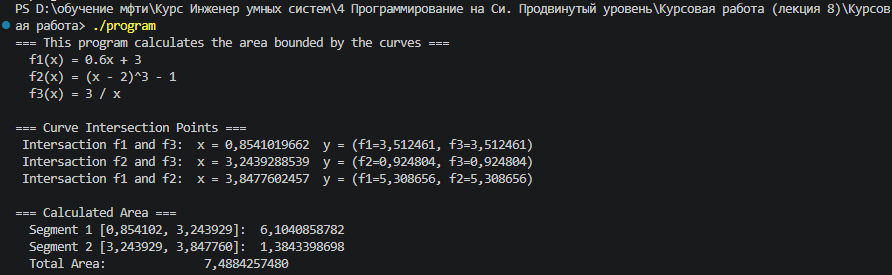 PS D:\обучение мфти\Курс Инженер умных систем\4 Программирование на Си. Продвинутый уровень\Курсовая работа (лекция 8)\Курсов
ая работа> ./program
=== This program calculates the area bounded by the curves ===
f1(x) = 0.6x + 3
f2(x) = (x - 2)^3 - 1
f3(x) = 3 / x
=== Curve Intersection Points ===
Intersaction f1 and f3: x = 0,8541019662 y = (f1=3,512461, f3=3,512461)
Intersaction f2 and f3: x = 3,2439288539 y = (f2=0,924804, f3=0,924804)
Intersaction f1 and f2: x = 3,8477602457 y = (f1=5,308656, f2=5,308656)
=== Calculated Area ===
Segment 1 [0,854102, 3,243929]: 6,1040858782
Segment 2 [3,243929, 3,847760]: 1,3843398698
Total Area: 7,4884257480